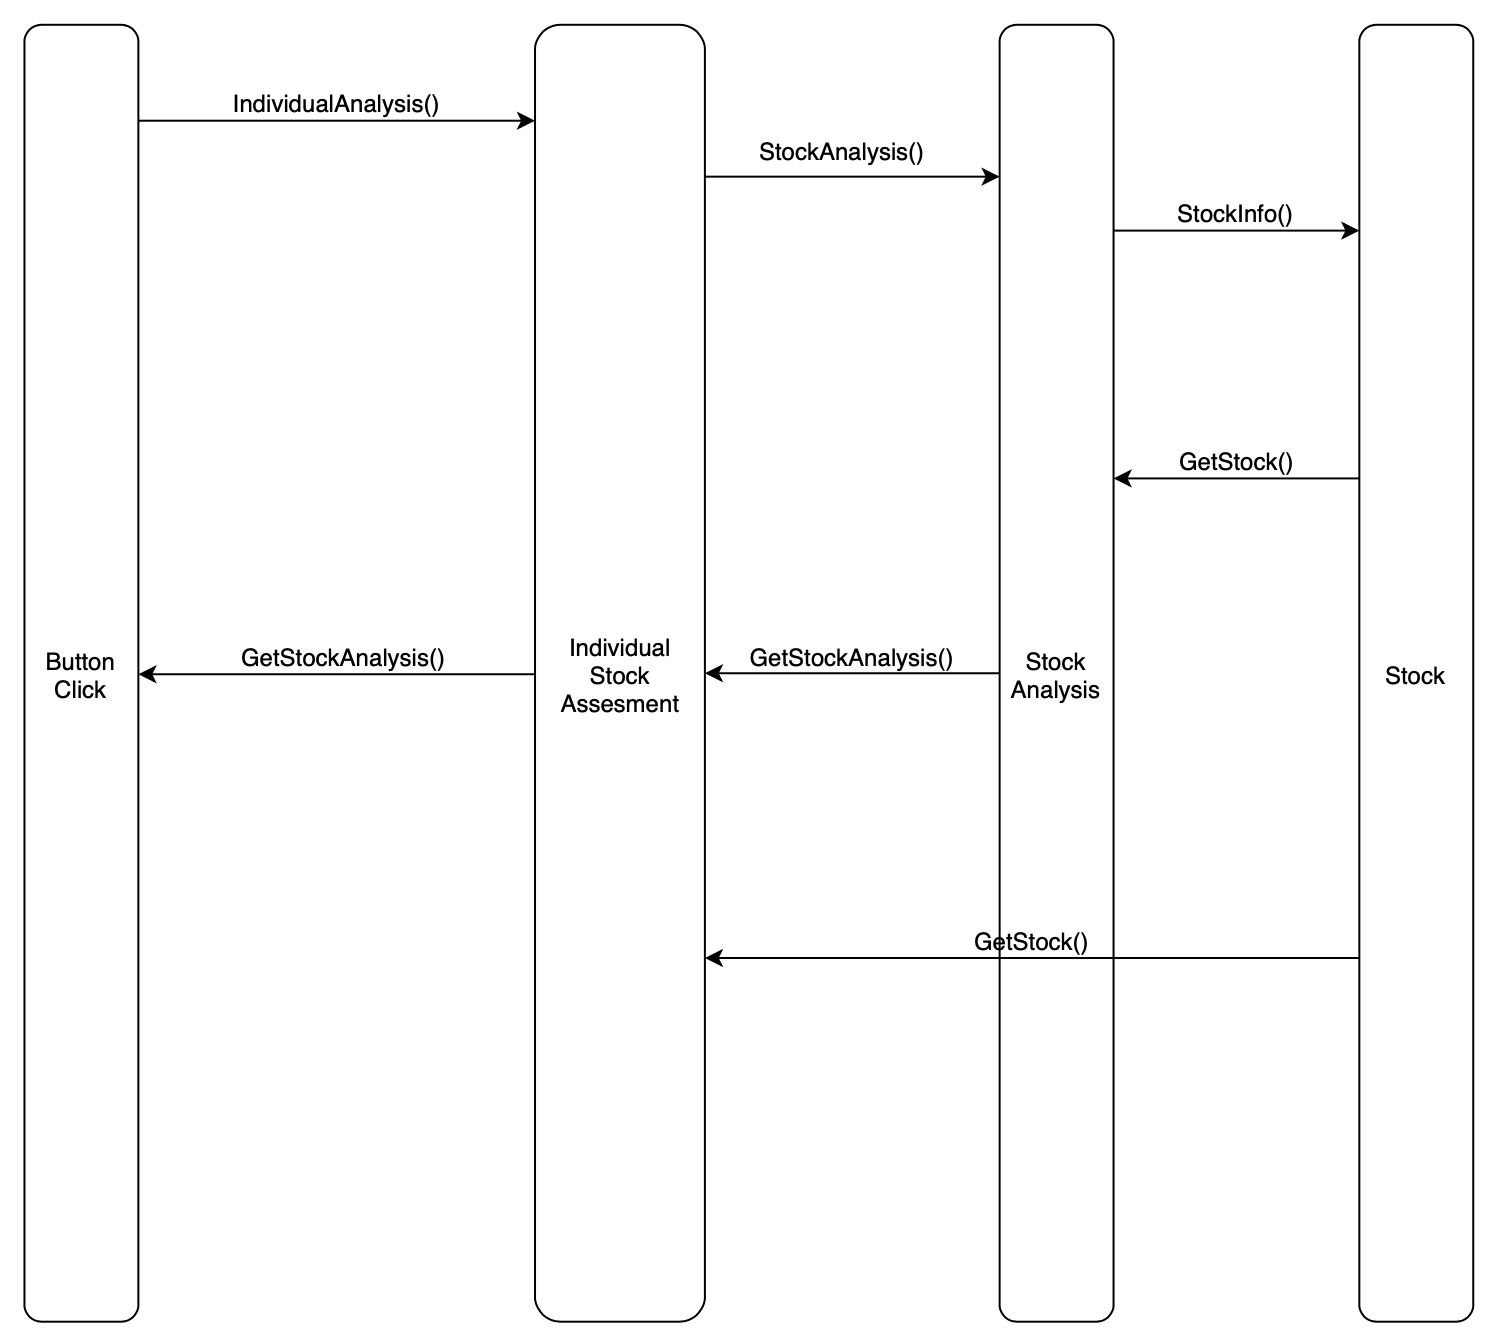 IndividualAnalysis()
StockAnalysis()
StockInfo()
GetStock()
Button
Click
GetStockAnalysis()
Individual
Stock
Assesment
GetStockAnalysis()
Stock
Analysis
Stock
GetStock()